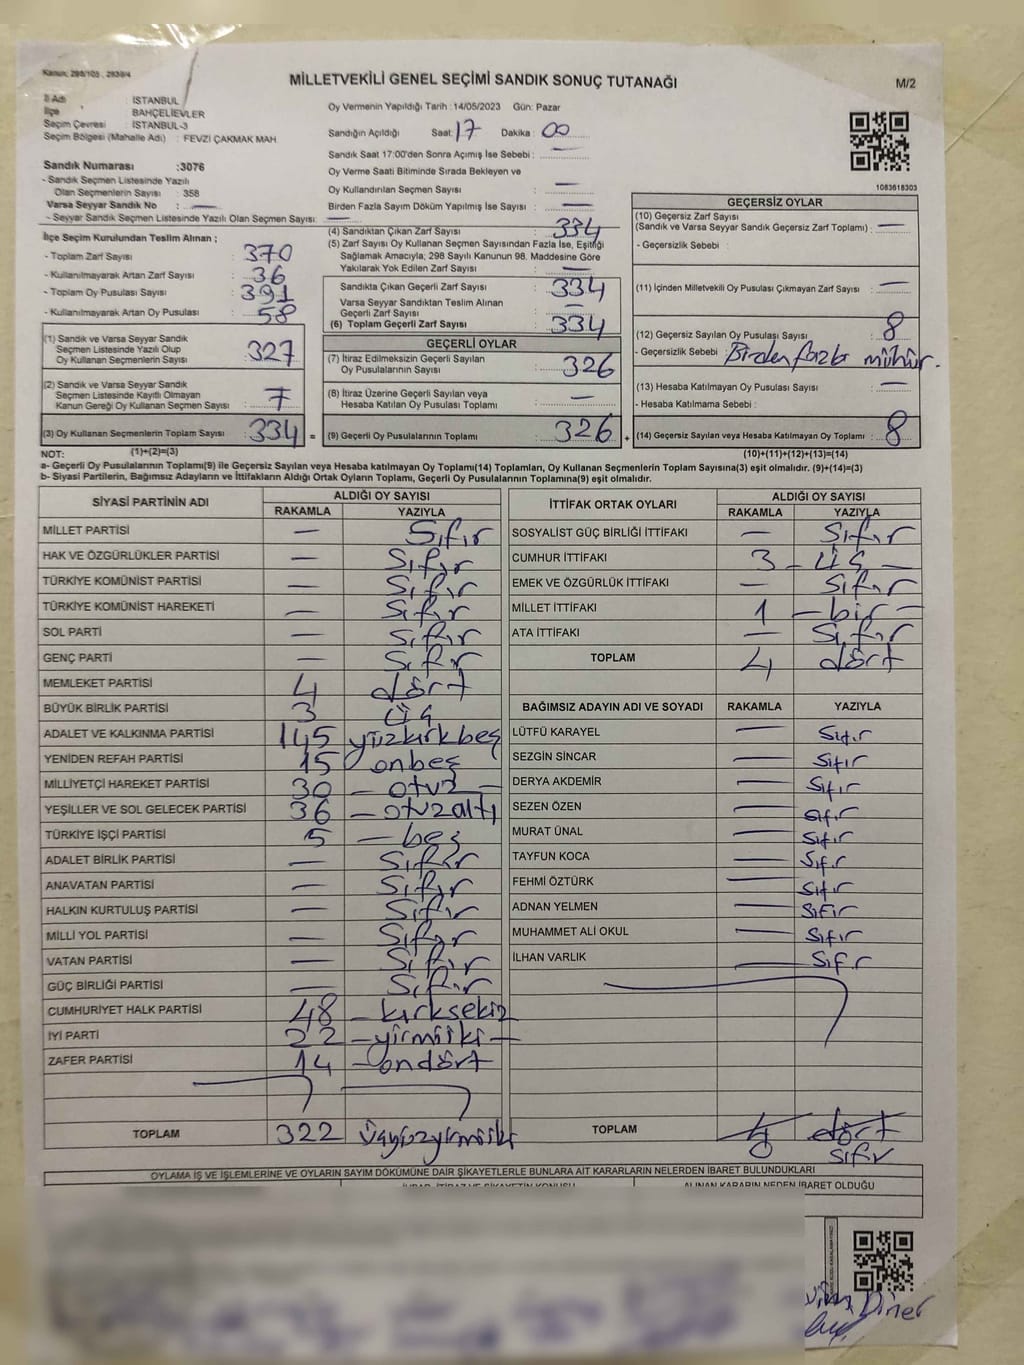 Kanun; 298/105 , 2839/4
MİLLETVEKİLİ GENEL SEÇİMİ SANDIK SONUÇ TUTANAĞI
M/2
İl Adı : İSTANBUL
İlçe : BAHÇELİEVLER
Seçim Çevresi : İSTANBUL-3
Seçim Bölgesi (Mahalle Adı) : FEVZİ ÇAKMAK MAH
Oy Vermenin Yapıldığı Tarih : 14/05/2023 Gün: Pazar
Sandığın Açıldığı Saat: 17 Dakika : 00
Sandık Saat 17:00'den Sonra Açımış İse Sebebi : —
Oy Verme Saati Bitiminde Sırada Bekleyen ve
Oy Kullandırılan Seçmen Sayısı : —
Birden Fazla Sayım Döküm Yapılmış İse Sayısı : —
Sandık Numarası :3076
- Sandık Seçmen Listesinde Yazılı
Olan Seçmenlerin Sayısı : 358
Varsa Seyyar Sandık No : —
- Seyyar Sandık Seçmen Listesinde Yazılı Olan Seçmen Sayısı: —
1083618303
İlçe Seçim Kurulundan Teslim Alınan ;
- Toplam Zarf Sayısı : 370
- Kullanılmayarak Artan Zarf Sayısı : 36
- Toplam Oy Pusulası Sayısı : 391
- Kullanılmayarak Artan Oy Pusulası : 58
(1) Sandık ve Varsa Seyyar Sandık
Seçmen Listesinde Yazılı Olup
Oy Kullanan Seçmenlerin Sayısı : 327
(2) Sandık ve Varsa Seyyar Sandık
Seçmen Listesinde Kayıtlı Olmayan
Kanun Gereği Oy Kullanan Seçmen Sayısı : 7
(3) Oy Kullanan Seçmenlerin Toplam Sayısı : 334 =
(1)+(2)=(3)
(4) Sandıktan Çıkan Zarf Sayısı : 334
(5) Zarf Sayısı Oy Kullanan Seçmen Sayısından Fazla İse, Eşitliği
Sağlamak Amacıyla; 298 Sayılı Kanunun 98. Maddesine Göre
Yakılarak Yok Edilen Zarf Sayısı : —
Sandıkta Çıkan Geçerli Zarf Sayısı : 334
Varsa Seyyar Sandıktan Teslim Alınan
Geçerli Zarf Sayısı : —
(6) Toplam Geçerli Zarf Sayısı : 334
GEÇERLİ OYLAR
(7) İtiraz Edilmeksizin Geçerli Sayılan
Oy Pusulalarının Sayısı : 326
(8) İtiraz Üzerine Geçerli Sayılan veya
Hesaba Katılan Oy Pusulası Toplamı : —
(9) Geçerli Oy Pusulalarının Toplamı : 326 +
GEÇERSİZ OYLAR
(10) Geçersiz Zarf Sayısı
(Sandık ve Varsa Seyyar Sandık Geçersiz Zarf Toplamı) : —
- Geçersizlik Sebebi :
(11) İçinden Milletvekili Oy Pusulası Çıkmayan Zarf Sayısı : —
(12) Geçersiz Sayılan Oy Pusulası Sayısı : 8
- Geçersizlik Sebebi : Birden fazla mühür.
(13) Hesaba Katılmayan Oy Pusulası Sayısı : —
- Hesaba Katılmama Sebebi :
(14) Geçersiz Sayılan veya Hesaba Katılmayan Oy Toplamı : 8
(10)+(11)+(12)+(13)=(14)
NOT:
a- Geçerli Oy Pusulalarının Toplamı(9) ile Geçersiz Sayılan veya Hesaba katılmayan Oy Toplamı(14) Toplamları, Oy Kullanan Seçmenlerin Toplam Sayısına(3) eşit olmalıdır. (9)+(14)=(3)
b- Siyasi Partilerin, Bağımsız Adayların ve İttifakların Aldığı Ortak Oyların Toplamı, Geçerli Oy Pusulalarının Toplamına(9) eşit olmalıdır.
SİYASİ PARTİNİN ADI ALDIĞI OY SAYISI
RAKAMLA YAZIYLA
MİLLET PARTİSİ — Sıfır
HAK VE ÖZGÜRLÜKLER PARTİSİ — Sıfır
TÜRKİYE KOMÜNİST PARTİSİ — Sıfır
TÜRKİYE KOMÜNİST HAREKETİ — Sıfır
SOL PARTİ — Sıfır
GENÇ PARTİ — Sıfır
MEMLEKET PARTİSİ 4 dört
BÜYÜK BİRLİK PARTİSİ 3 üç
ADALET VE KALKINMA PARTİSİ 145 yüzkırkbeş
YENİDEN REFAH PARTİSİ 15 onbeş
MİLLİYETÇİ HAREKET PARTİSİ 30 – otuz –
YEŞİLLER VE SOL GELECEK PARTİSİ 36 – otuzaltı
TÜRKİYE İŞÇİ PARTİSİ 5 – beş
ADALET BİRLİK PARTİSİ — Sıfır
ANAVATAN PARTİSİ — Sıfır
HALKIN KURTULUŞ PARTİSİ — Sıfır
MİLLİ YOL PARTİSİ — Sıfır
VATAN PARTİSİ — Sıfır
GÜÇ BİRLİĞİ PARTİSİ — Sıfır
CUMHURİYET HALK PARTİSİ 48 – kırksekiz
İYİ PARTİ 22 – yirmiiki –
ZAFER PARTİSİ 14 – ondört
TOPLAM 322 üçyüzyirmiiki
İTTİFAK ORTAK OYLARI ALDIĞI OY SAYISI
RAKAMLA YAZIYLA
SOSYALİST GÜÇ BİRLİĞİ İTTİFAKI — Sıfır
CUMHUR İTTİFAKI 3 – üç –
EMEK VE ÖZGÜRLÜK İTTİFAKI — Sıfır
MİLLET İTTİFAKI 1 – bir –
ATA İTTİFAKI — Sıfır
TOPLAM 4 dört
BAĞIMSIZ ADAYIN ADI VE SOYADI RAKAMLA YAZIYLA
LÜTFÜ KARAYEL — Sıfır
SEZGİN SİNCAR — Sıfır
DERYA AKDEMİR — Sıfır
SEZEN ÖZEN — Sıfır
MURAT ÜNAL — Sıfır
TAYFUN KOCA — Sıfır
FEHMİ ÖZTÜRK — Sıfır
ADNAN YELMEN — Sıfır
MUHAMMET ALİ OKUL — Sıfır
İLHAN VARLIK — Sıfır
TOPLAM 4 dört
0 Sıfır
OYLAMA İŞ VE İŞLEMLERİNE VE OYLARIN SAYIM DÖKÜMÜNE DAİR ŞİKAYETLERLE BUNLARA AİT KARARLARIN NELERDEN İBARET BULUNDUKLARI
ALINAN KARARIN NEDEN İBARET OLDUĞU
Diner